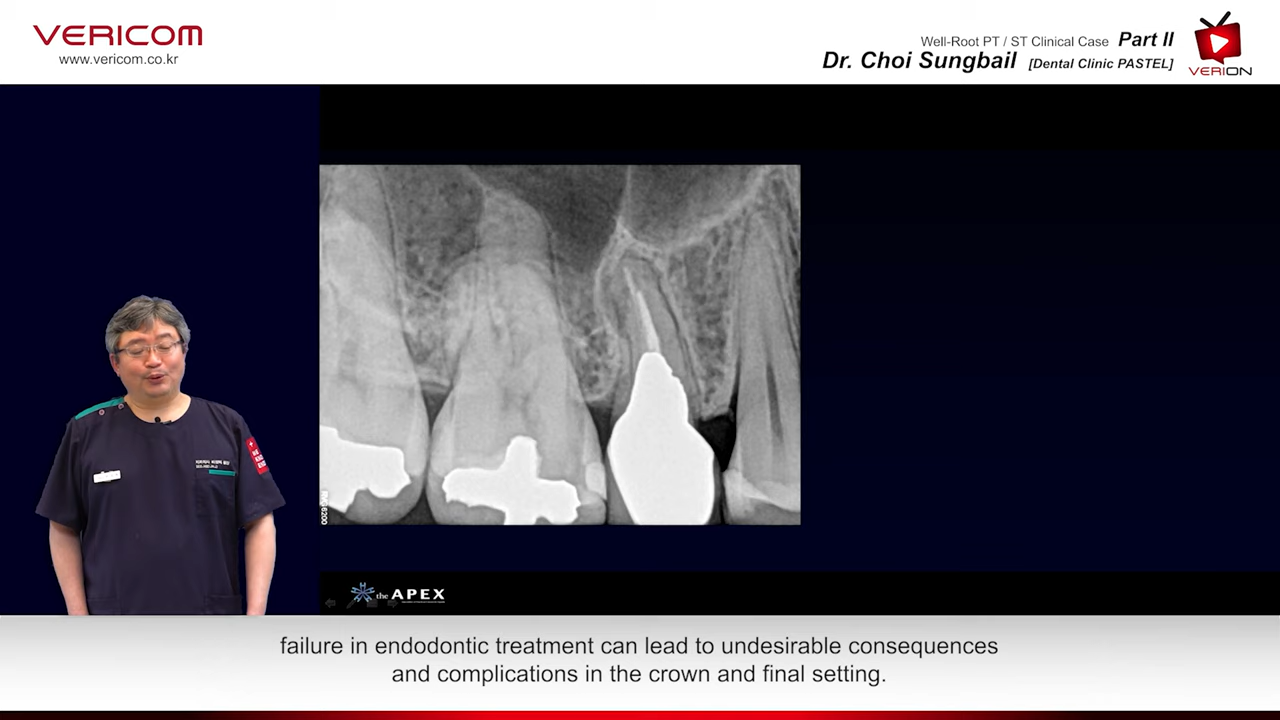 VERICOM
www.vericom.co.kr
Well-Root PT / ST Clinical Case Part II
Dr. Choi Sungbail [Dental Clinic PASTEL]
VERION
the APEX
failure in endodontic treatment can lead to undesirable consequences
and complications in the crown and final setting.